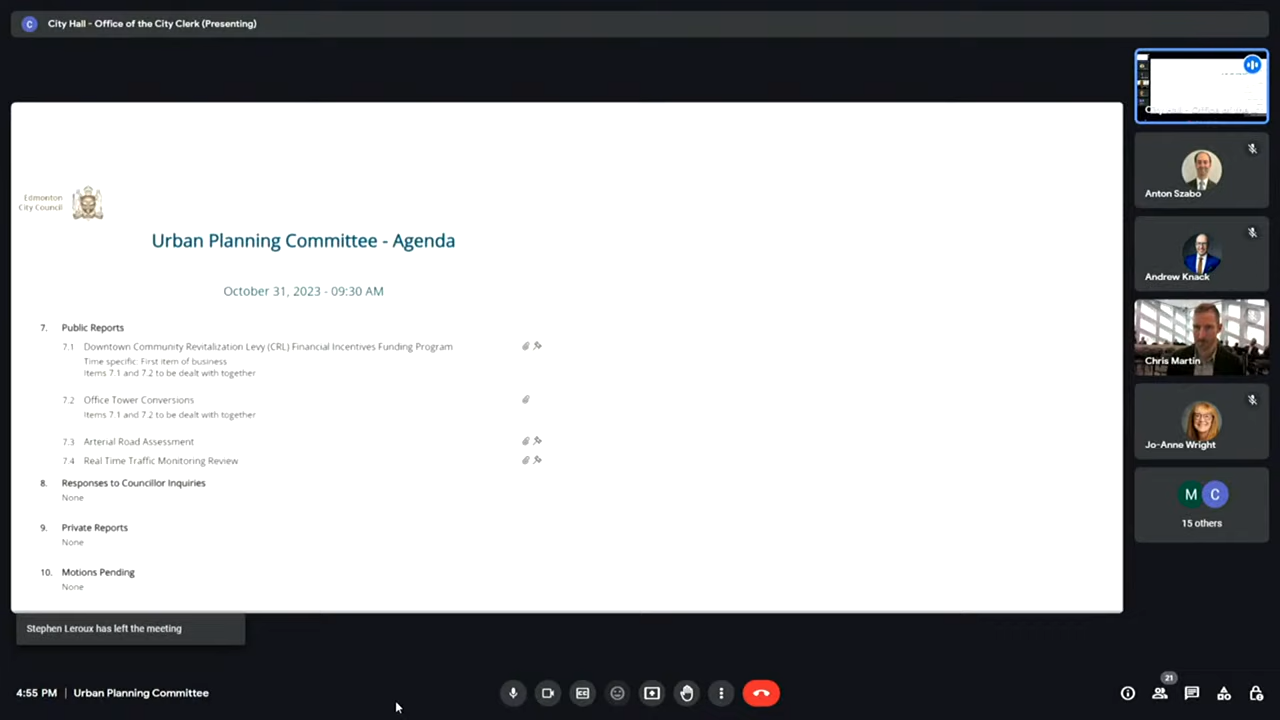 C City Hall - Office of the City Clerk (Presenting)
Edmonton
City Council
Urban Planning Committee - Agenda
October 31, 2023 - 09:30 AM
7. Public Reports
7.1 Downtown Community Revitalization Levy (CRL) Financial Incentives Funding Program
Time specific: First item of business
Items 7.1 and 7.2 to be dealt with together
7.2 Office Tower Conversions
Items 7.1 and 7.2 to be dealt with together
7.3 Arterial Road Assessment
7.4 Real Time Traffic Monitoring Review
8. Responses to Councillor Inquiries
None
9. Private Reports
None
10. Motions Pending
None
Anton Szabo
Andrew Knack
Chris Martin
Jo-Anne Wright
M C
15 others
Stephen Leroux has left the meeting
4:55 PM | Urban Planning Committee
21